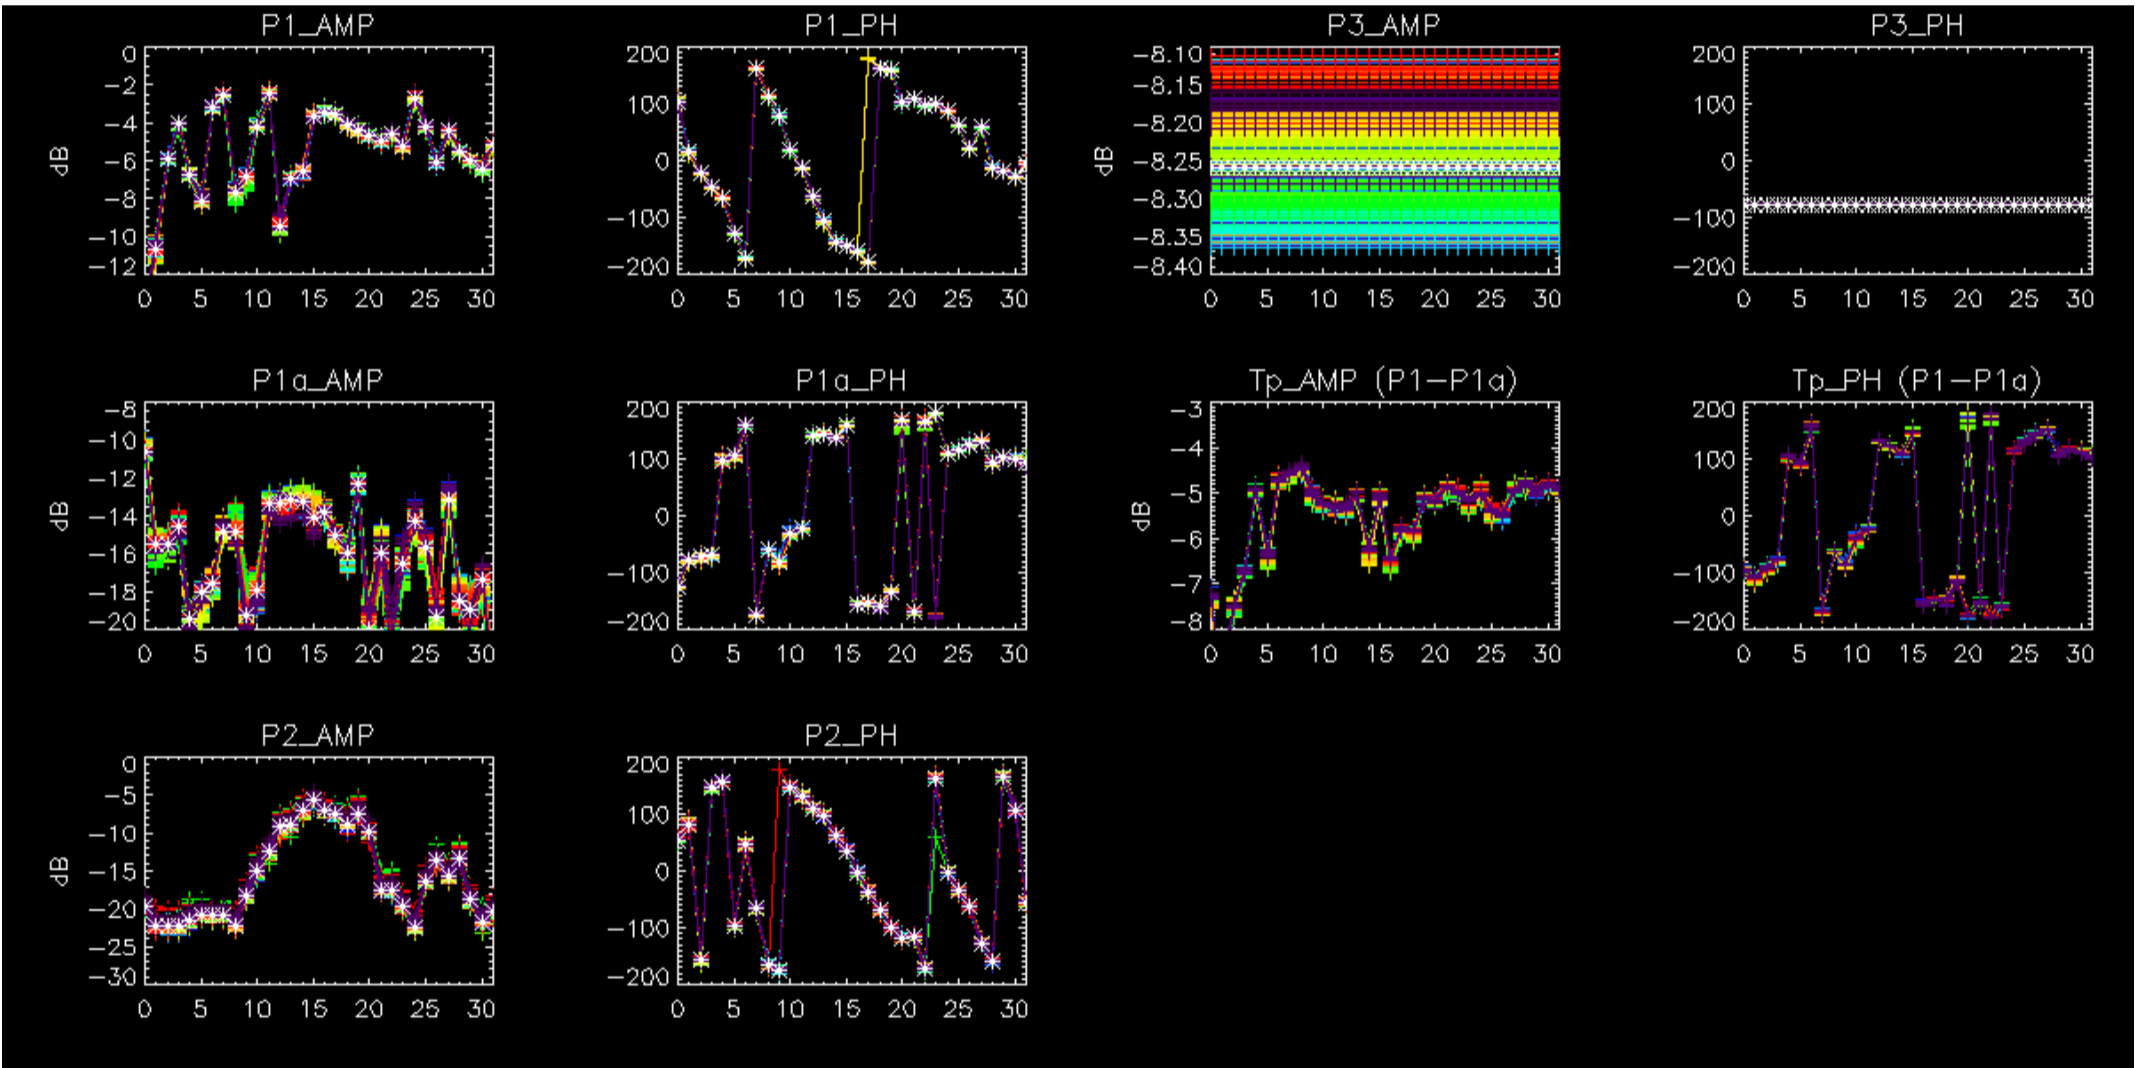 P1_AMP
P1_PH
P3_AMP
P3_PH
0
−2
−4
−6
−8
−10
−12
dB
0 5 10 15 20 25 30
200
100
0
−100
−200
0 5 10 15 20 25 30
−8.10
−8.15
−8.20
−8.25
−8.30
−8.35
−8.40
dB
0 5 10 15 20 25 30
200
100
0
−100
−200
0 5 10 15 20 25 30
P1a_AMP
P1a_PH
Tp_AMP (P1−P1a)
Tp_PH (P1−P1a)
−8
−10
−12
−14
−16
−18
−20
dB
0 5 10 15 20 25 30
200
100
0
−100
−200
0 5 10 15 20 25 30
−3
−4
−5
−6
−7
−8
dB
0 5 10 15 20 25 30
200
100
0
−100
−200
0 5 10 15 20 25 30
P2_AMP
P2_PH
0
−5
−10
−15
−20
−25
−30
dB
0 5 10 15 20 25 30
200
100
0
−100
−200
0 5 10 15 20 25 30